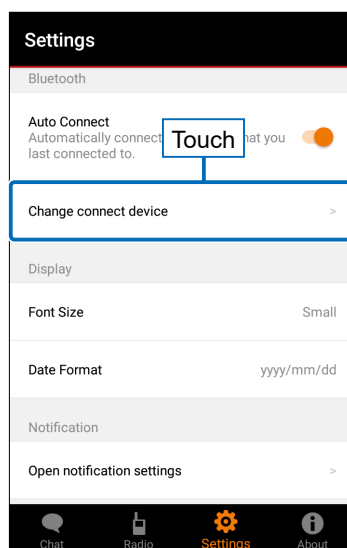 Settings
Bluetooth
Auto Connect
Automatically connect hat you
last connected to.
Touch
Change connect device >
Display
Font Size Small
Date Format yyyy/mm/dd
Notification
Open notification settings >
Chat Radio Settings About